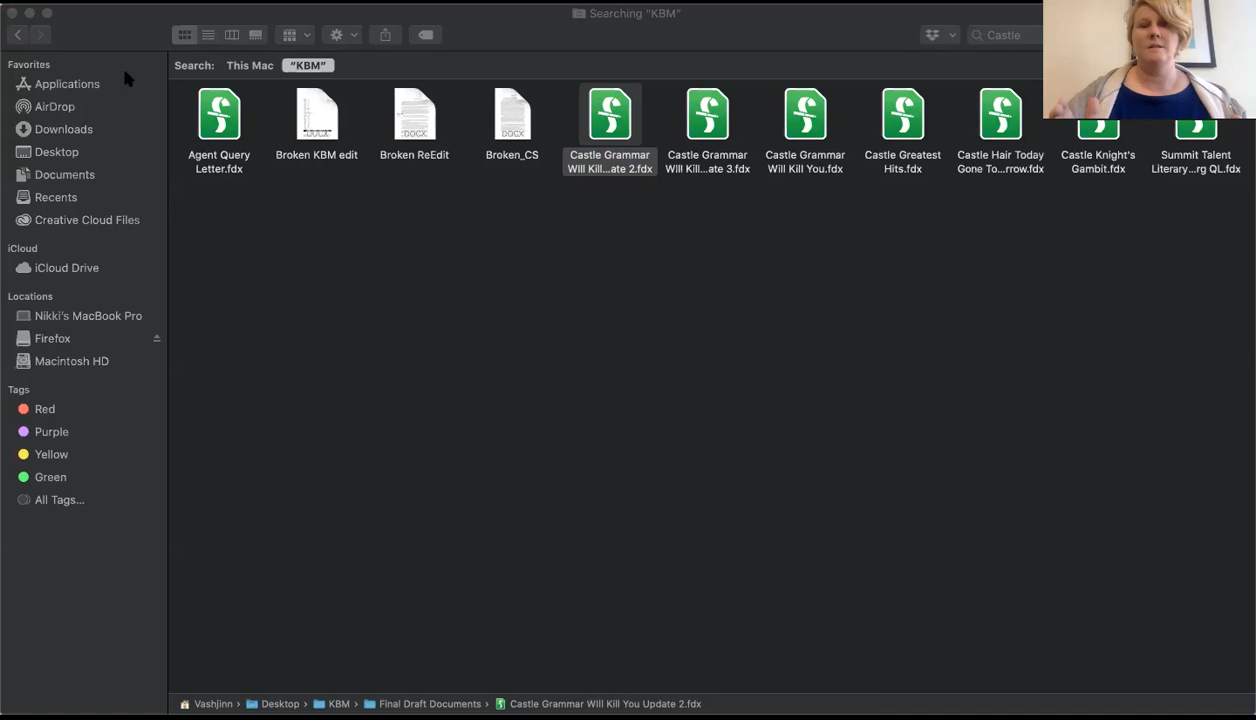 Searching "KBM"
Castle
Favorites
Applications
AirDrop
Downloads
Desktop
Documents
Recents
Creative Cloud Files
iCloud
iCloud Drive
Locations
Nikki's MacBook Pro
Firefox
Macintosh HD
Tags
Red
Purple
Yellow
Green
All Tags...
Search: This Mac "KBM"
Agent Query
Letter.fdx
Broken KBM edit
DOCX
Broken ReEdit
DOCX
Broken_CS
Castle Grammar
Will Kill...ate 2.fdx
Castle Grammar
Will Kill...ate 3.fdx
Castle Grammar
Will Kill You.fdx
Castle Greatest
Hits.fdx
Castle Hair Today
Gone To...rrow.fdx
Castle Knight's
Gambit.fdx
Summit Talent
Literary...rg QL.fdx
Vashjinn › Desktop › KBM › Final Draft Documents › Castle Grammar WIll Kill You Update 2.fdx